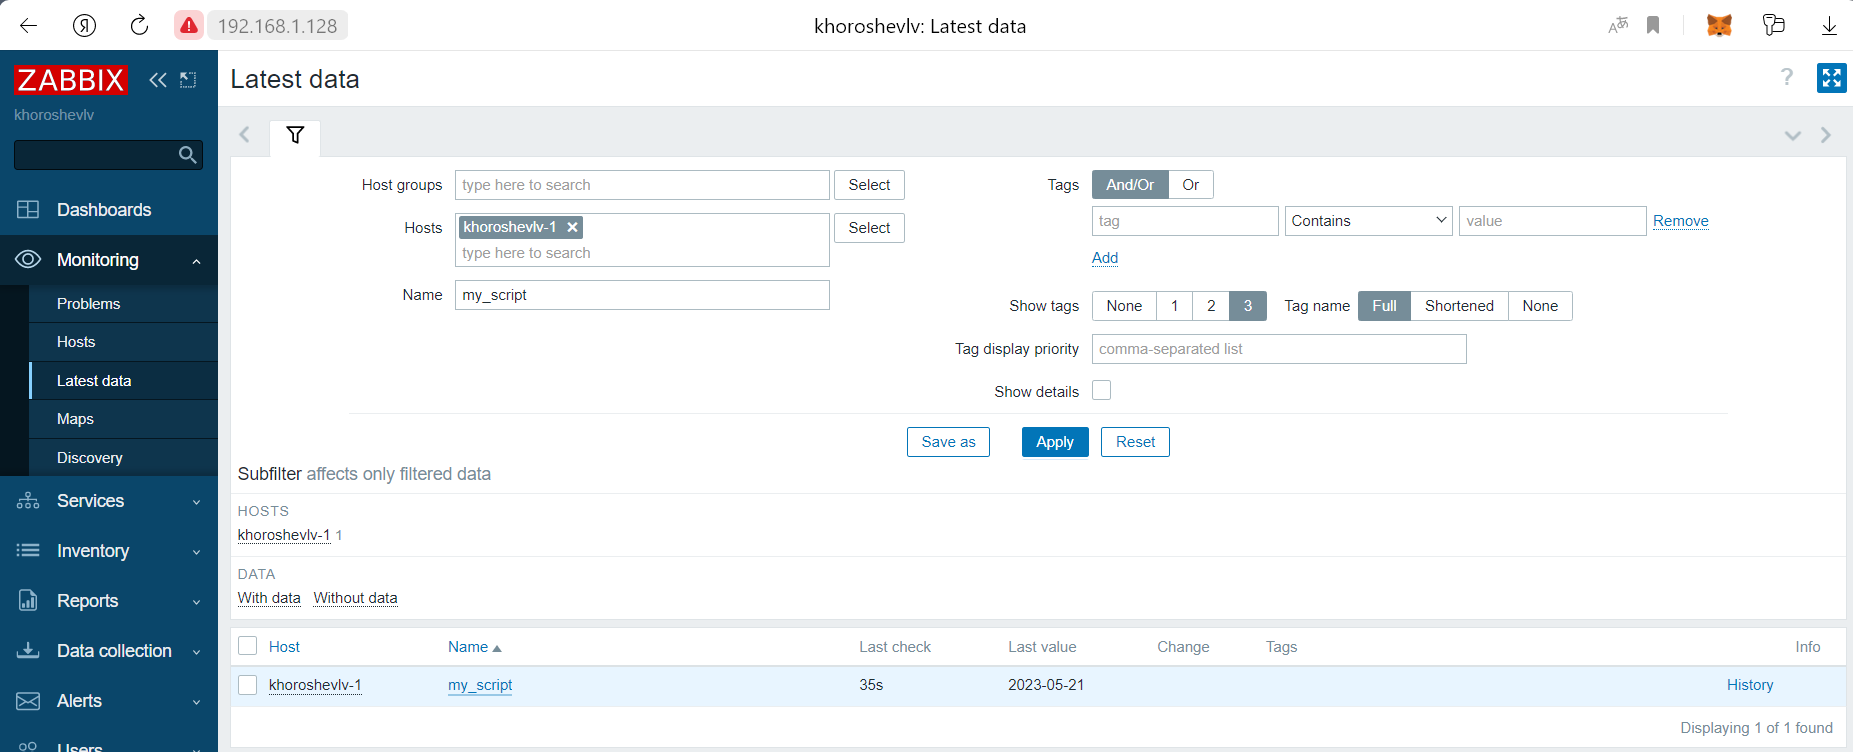 192.168.1.128
khoroshevlv: Latest data
ZABBIX
khoroshevlv
Dashboards
Monitoring
Problems
Hosts
Latest data
Maps
Discovery
Services
Inventory
Reports
Data collection
Alerts
Users
Latest data
?
Host groups type here to search Select
Hosts khoroshevlv-1 Select
type here to search
Name my_script
Tags And/Or Or
tag Contains value Remove
Add
Show tags None 1 2 3 Tag name Full Shortened None
Tag display priority comma-separated list
Show details
Save as Apply Reset
Subfilter affects only filtered data
HOSTS
khoroshevlv-1 1
DATA
With data Without data
Host Name Last check Last value Change Tags Info
khoroshevlv-1 my_script 35s 2023-05-21 History
Displaying 1 of 1 found